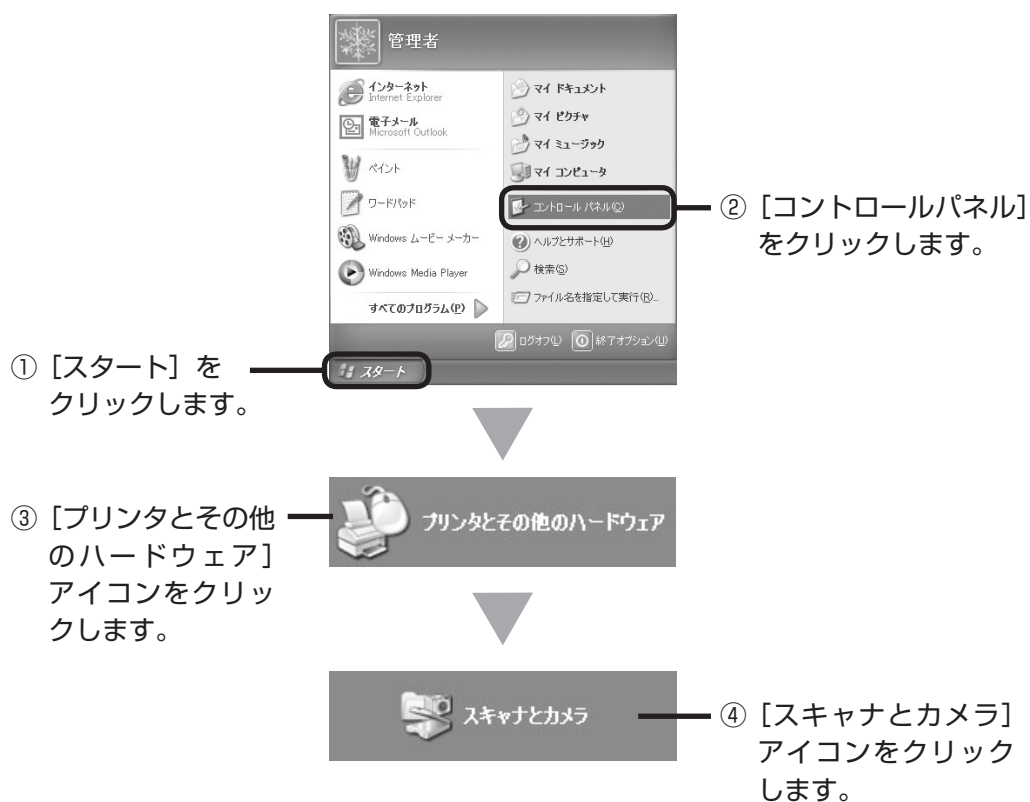 管理者
インターネット
Internet Explorer
電子メール
Microsoft Outlook
ペイント
ワードパッド
Windows ムービー メーカー
Windows Media Player
すべてのプログラム(P)
マイ ドキュメント
マイ ピクチャ
マイ ミュージック
マイ コンピュータ
コントロール パネル(C)
ヘルプとサポート(H)
検索(S)
ファイル名を指定して実行(R)...
ログオフ(L)
終了オプション(U)
スタート
② [コントロールパネル]
をクリックします。
① [スタート] を
クリックします。
③ [プリンタとその他
のハードウェア]
アイコンをクリッ
クします。
プリンタとその他のハードウェア
スキャナとカメラ
④ [スキャナとカメラ]
アイコンをクリック
します。